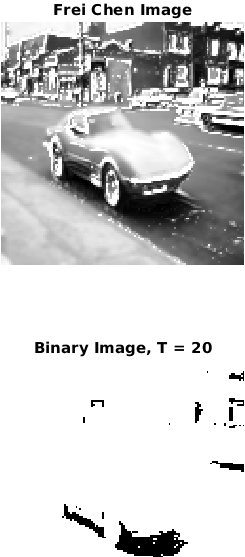 Frei Chen Image
Binary Image, T = 20